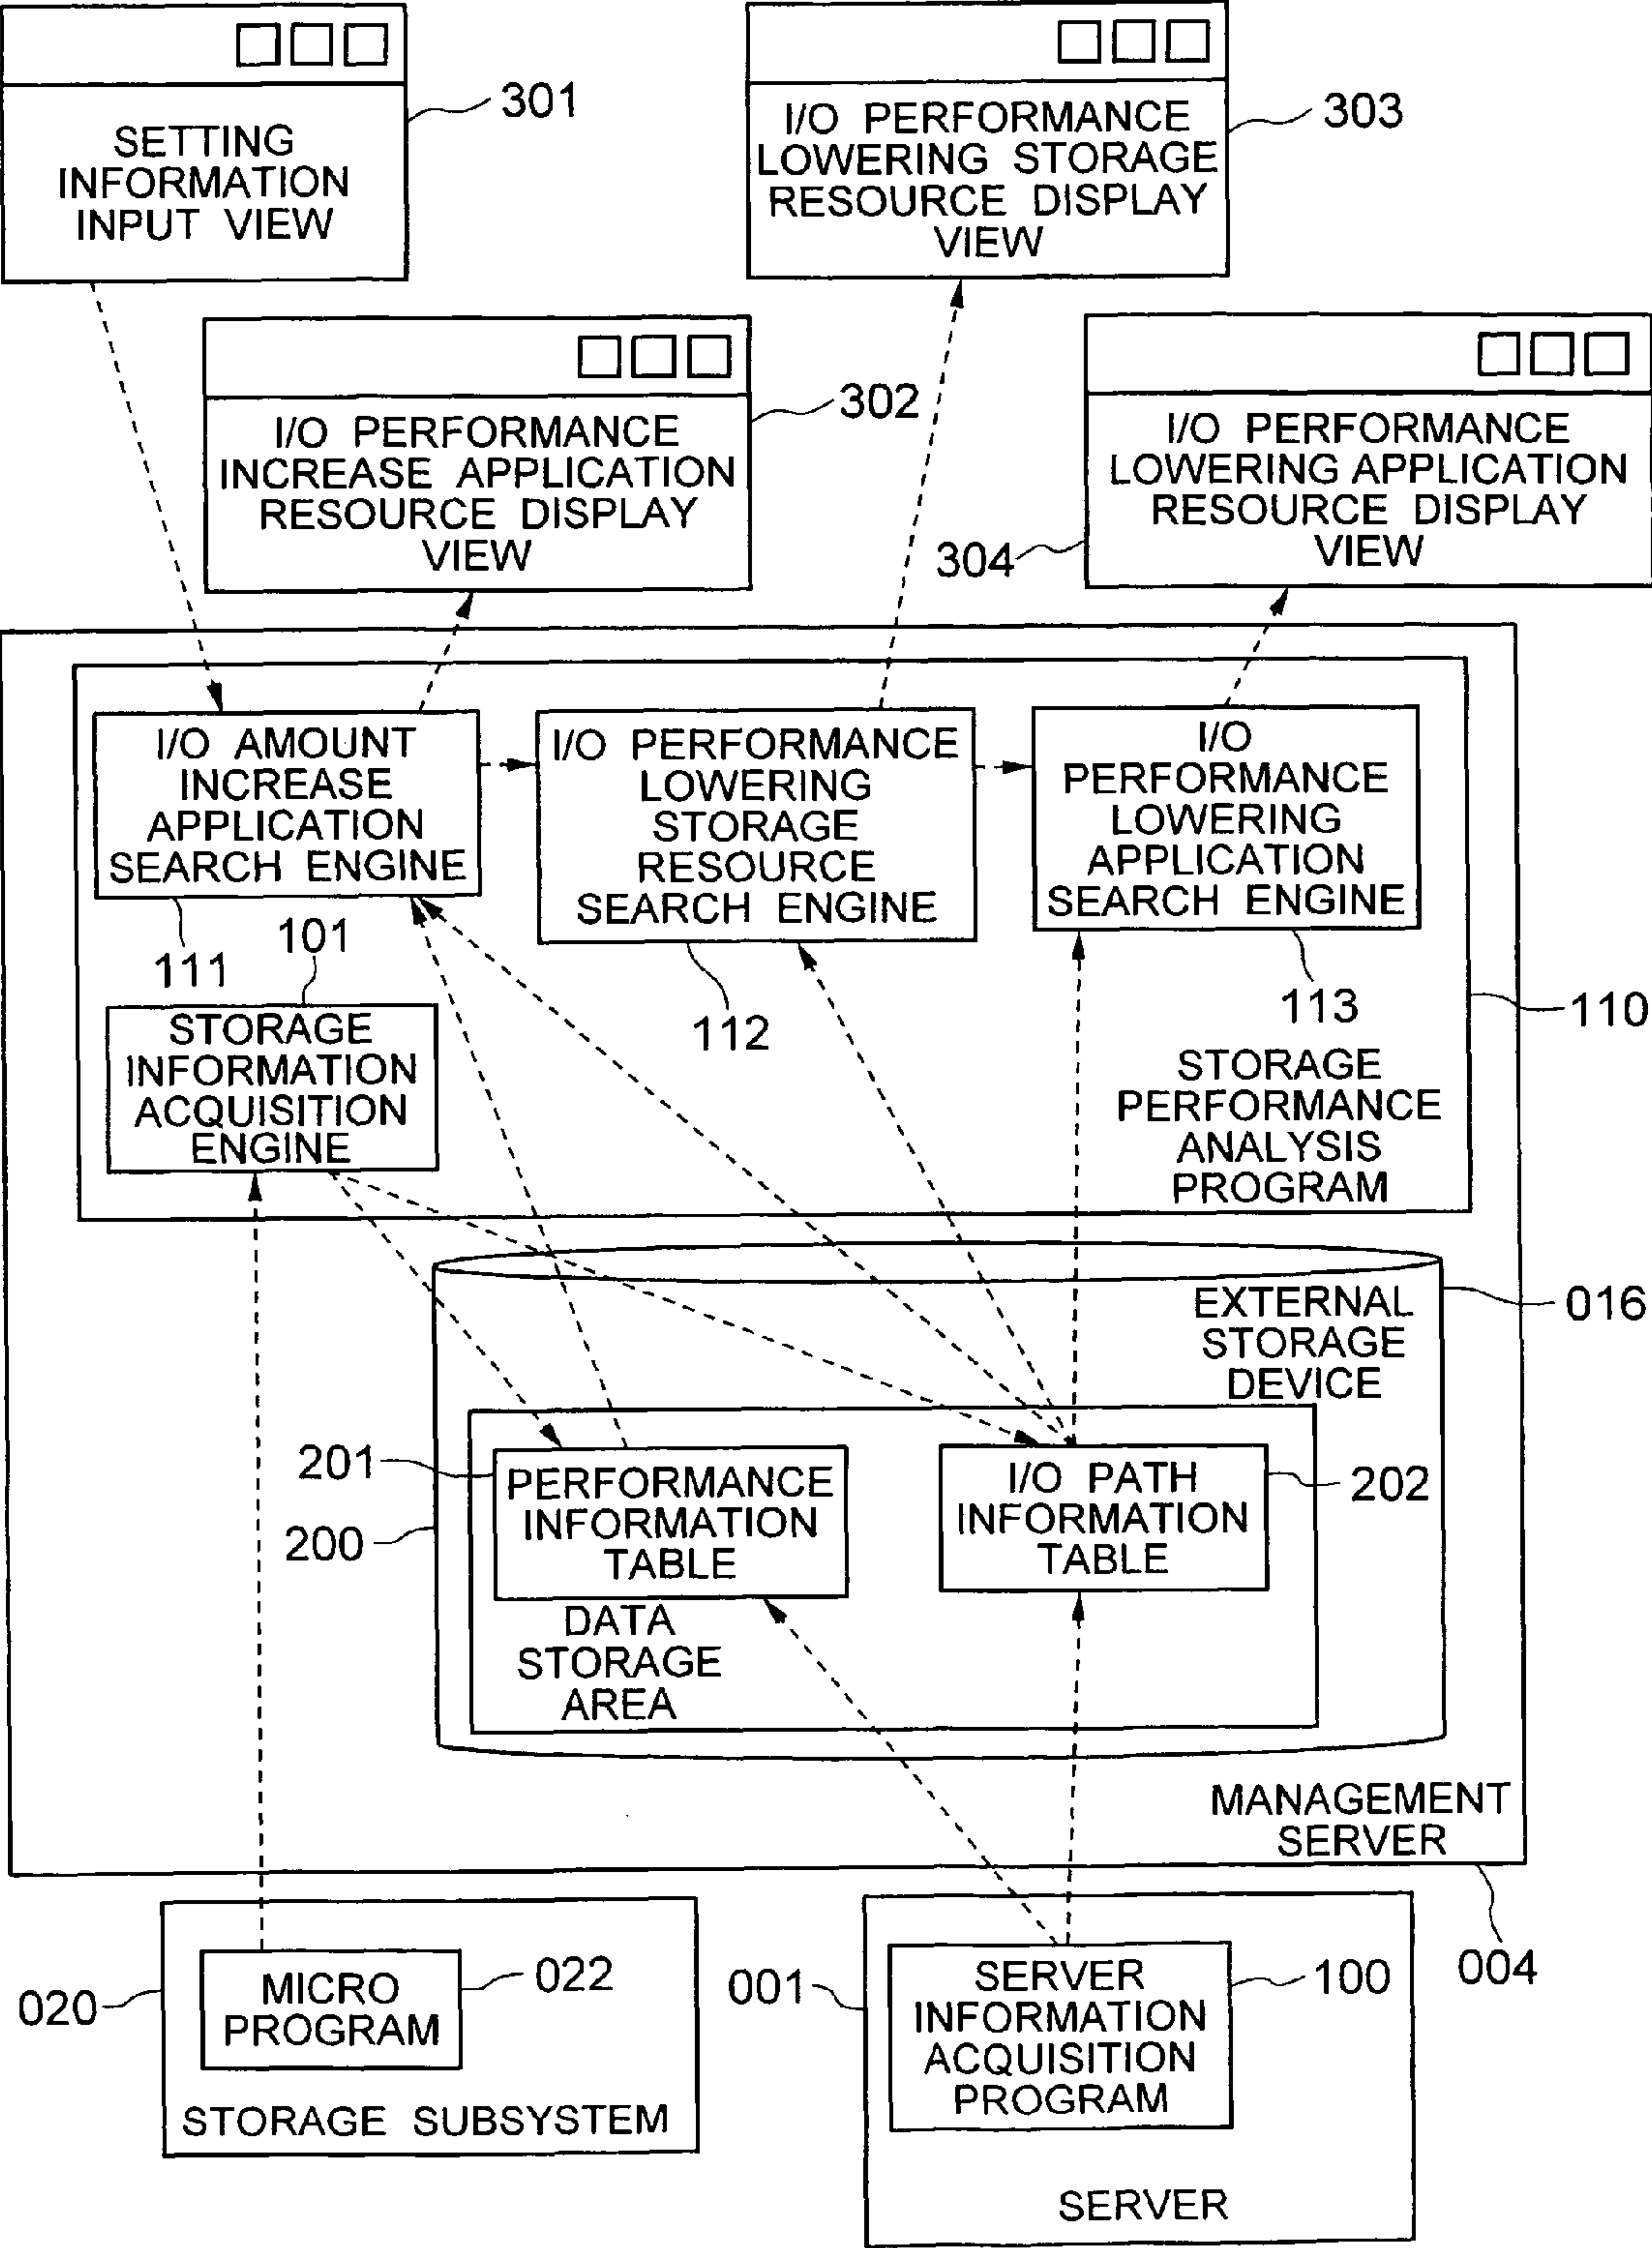 SETTING
INFORMATION
INPUT VIEW
301
I/O PERFORMANCE
LOWERING STORAGE
RESOURCE DISPLAY
VIEW
303
I/O PERFORMANCE
INCREASE APPLICATION
RESOURCE DISPLAY
VIEW
302
I/O PERFORMANCE
LOWERING APPLICATION
RESOURCE DISPLAY
VIEW
304
I/O AMOUNT
INCREASE
APPLICATION
SEARCH ENGINE
111
I/O PERFORMANCE
LOWERING
STORAGE
RESOURCE
SEARCH ENGINE
112
I/O
PERFORMANCE
LOWERING
APPLICATION
SEARCH ENGINE
113
110
101
STORAGE
INFORMATION
ACQUISITION
ENGINE
STORAGE
PERFORMANCE
ANALYSIS
PROGRAM
EXTERNAL
STORAGE
DEVICE
016
201
PERFORMANCE
INFORMATION
TABLE
200
I/O PATH
INFORMATION
TABLE
202
DATA
STORAGE
AREA
MANAGEMENT
SERVER
004
020
MICRO
PROGRAM
022
STORAGE SUBSYSTEM
001
SERVER
INFORMATION
ACQUISITION
PROGRAM
100
SERVER